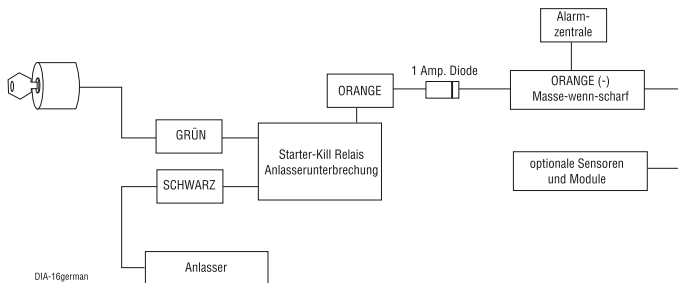 Alarm-
zentrale
1 Amp. Diode
ORANGE
ORANGE (-)
Masse-wenn-scharf
GRÜN
Starter-Kill Relais
Anlasserunterbrechung
optionale Sensoren
und Module
SCHWARZ
Anlasser
DIA-16german